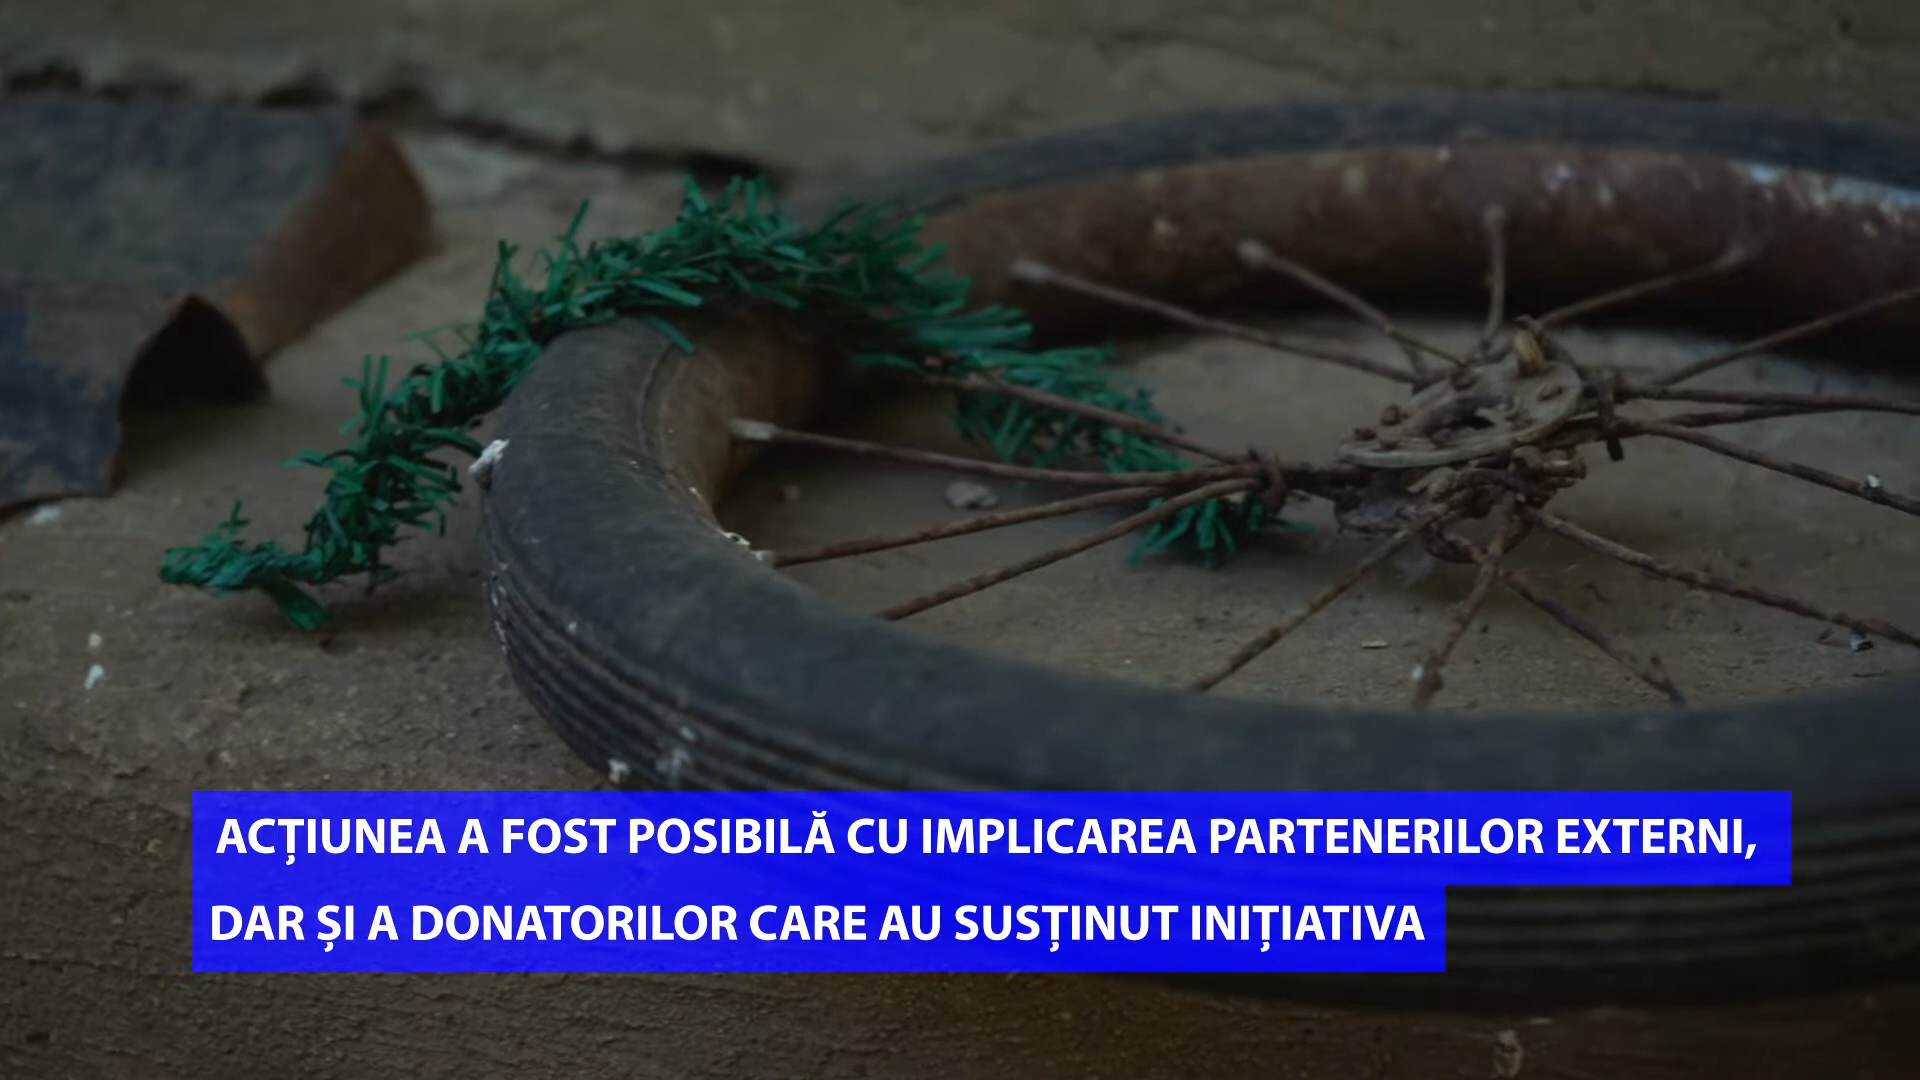 ACȚIUNEA A FOST POSIBILĂ CU IMPLICAREA PARTENERILOR EXTERNI,
DAR ȘI A DONATORILOR CARE AU SUSȚINUT INIȚIATIVA